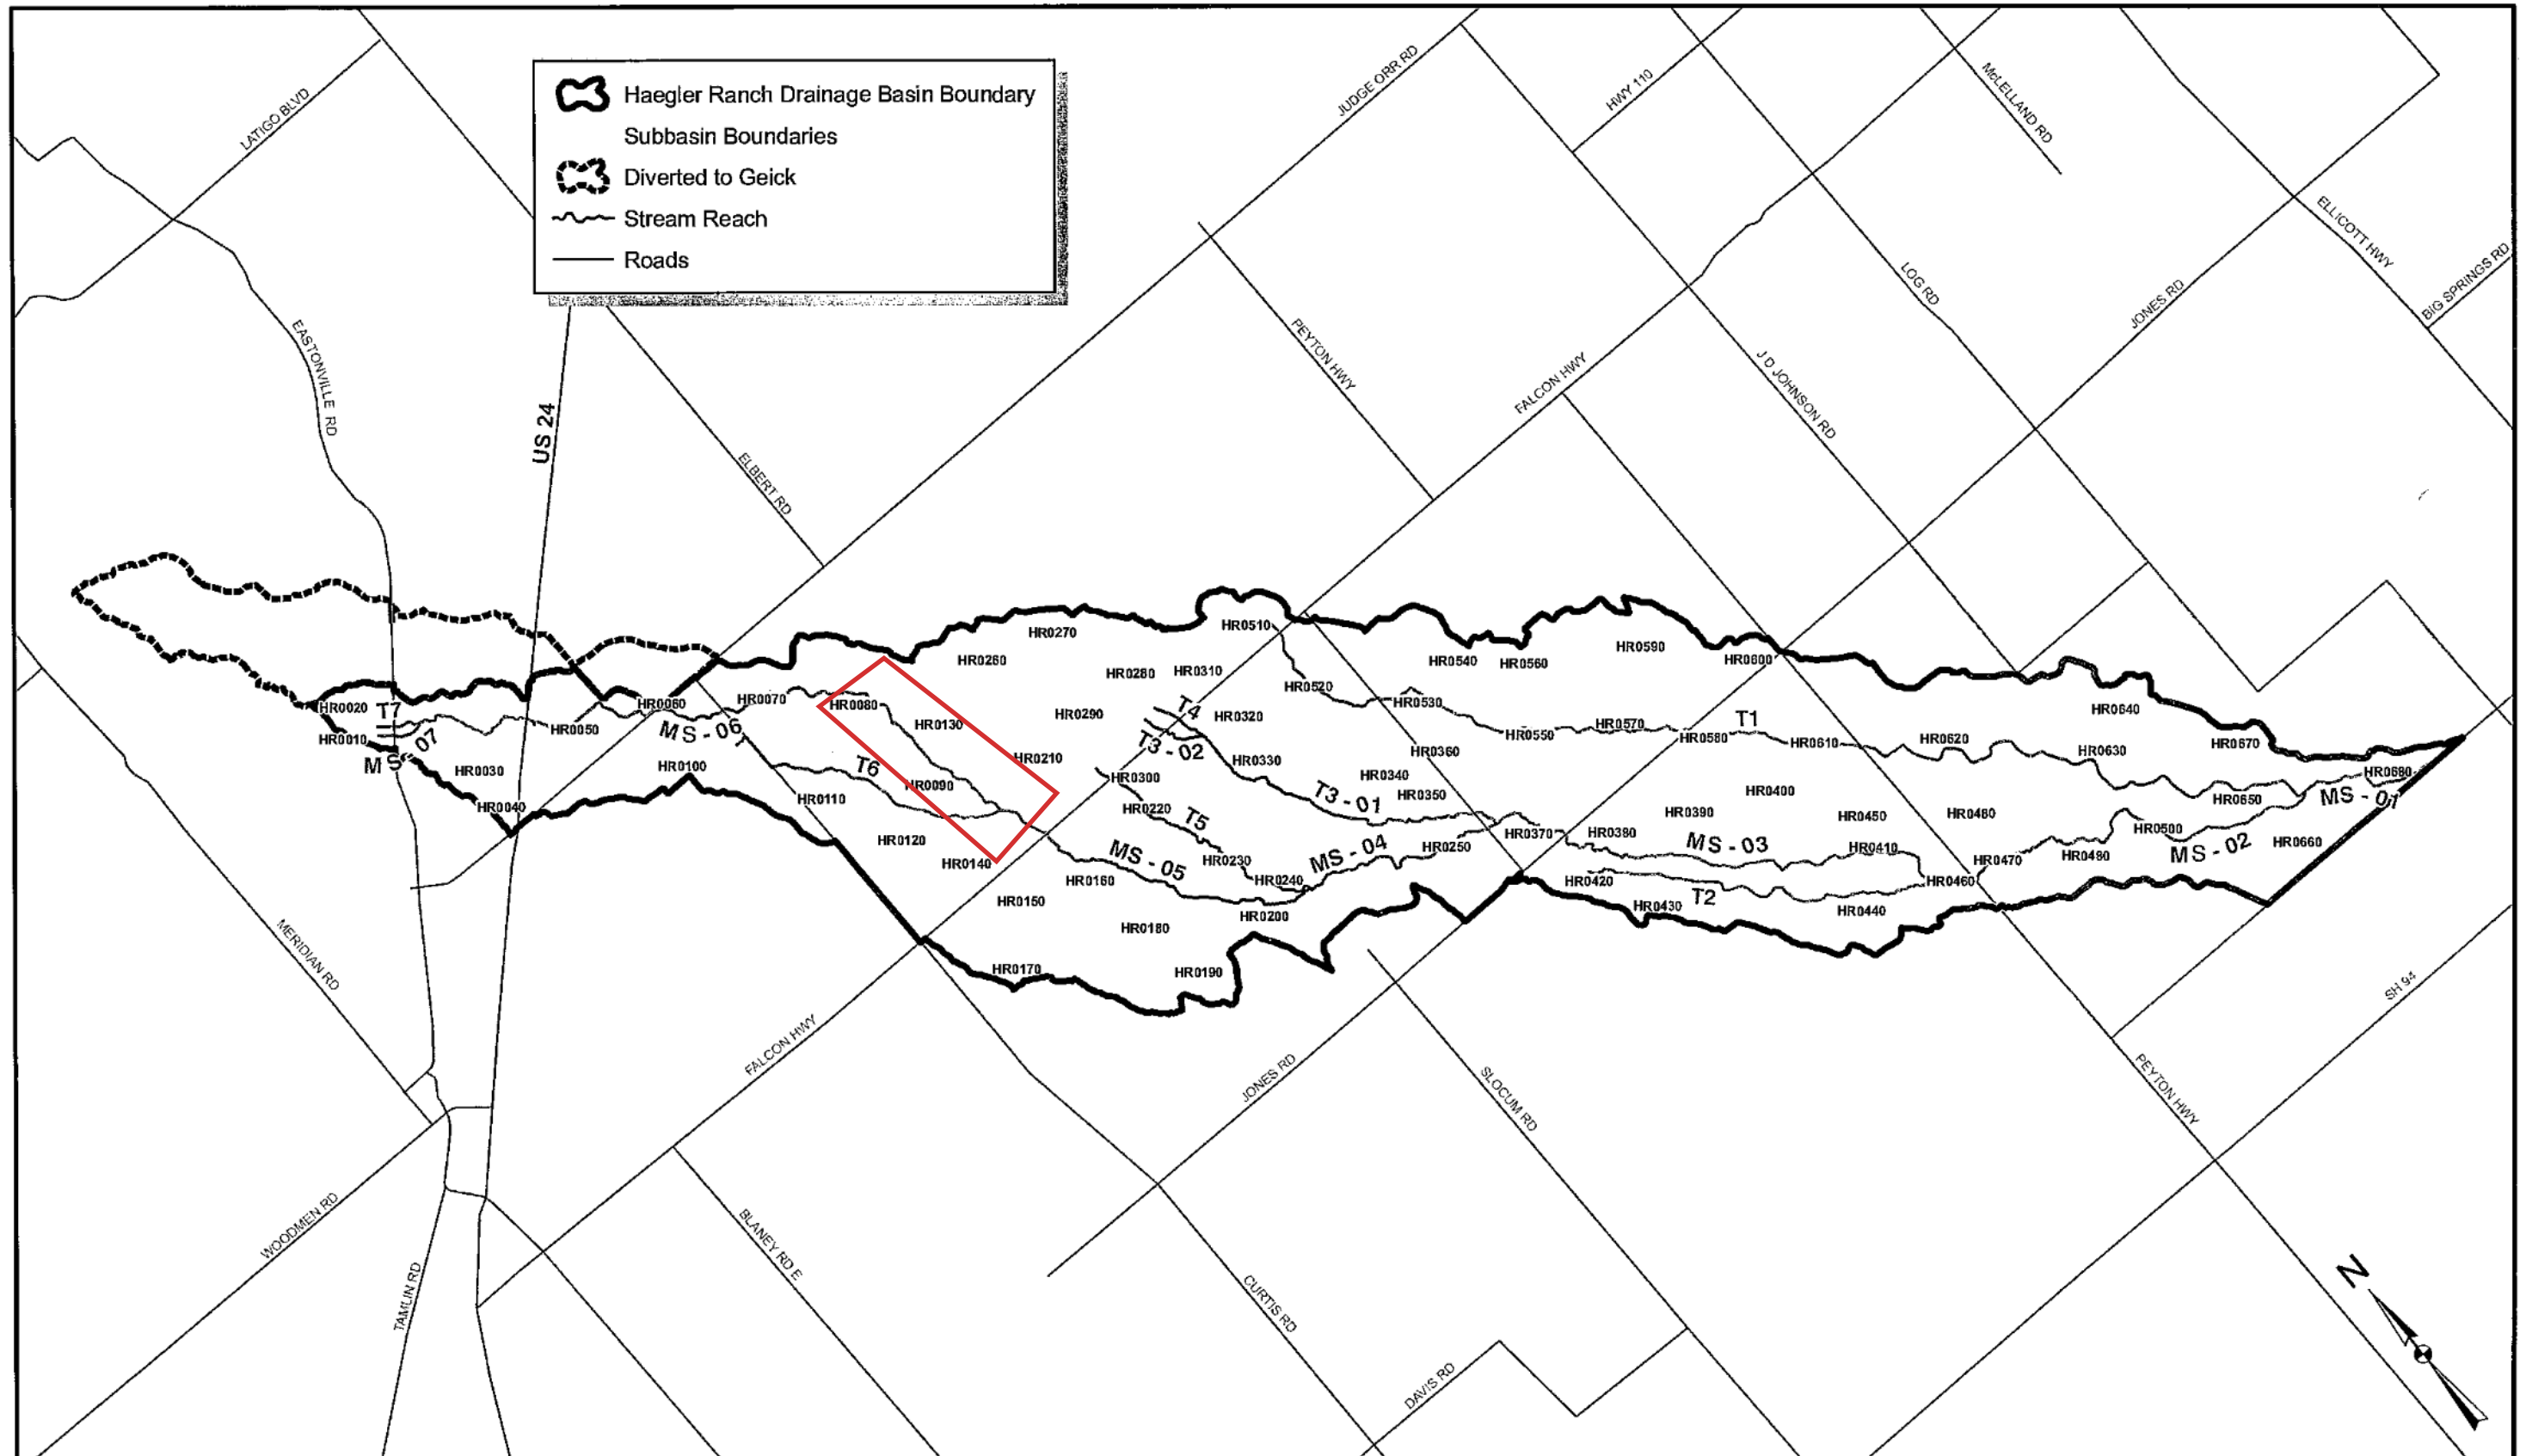 Haegler Ranch Drainage Basin Boundary
Subbasin Boundaries
Diverted to Geick
Stream Reach
Roads
LATIGO BLVD
EASTONVILLE RD
US 24
ELBERT RD
JUDGE ORR RD
HWY 110
McLELLAND RD
ELLICOTT HWY
BIG SPRINGS RD
LOG RD
JONES RD
PEYTON HWY
FALCON HWY
J D JOHNSON RD
HR0270
HR0510
HR0260
HR0280
HR0310
HR0540
HR0560
HR0590
HR0600
HR0020
T7
HR0010
MS
07
HR0050
HR0060
MS - 06
HR0070
HR0080
HR0130
HR0290
T4
T3-02
HR0320
HR0520
HR0530
HR0550
HR0570
HR0580
T1
HR0610
HR0620
HR0630
HR0640
HR0670
HR0030
HR0040
HR0100
T6
HR0110
HR0090
HR0210
HR0300
HR0330
HR0360
HR0340
HR0350
T3-01
HR0220
T5
HR0230
HR0240
HR0120
HR0140
HR0150
HR0160
MS - 05
MS - 04
HR0250
HR0370
HR0380
HR0390
HR0400
MS - 03
HR0410
HR0450
HR0480
HR0470
HR0460
HR0480
HR0500
MS - 02
HR0650
HR0680
MS - 01
HR0660
HR0420
HR0430
T2
HR0440
HR0180
HR0200
HR0170
HR0190
MERIDIAN RD
FALCON HWY
JONES RD
SLOCUM RD
PEYTON HWY
SH 94
WOODMEN RD
TAMLIN RD
BLANEY RD E
CURTIS RD
DAVIS RD
N